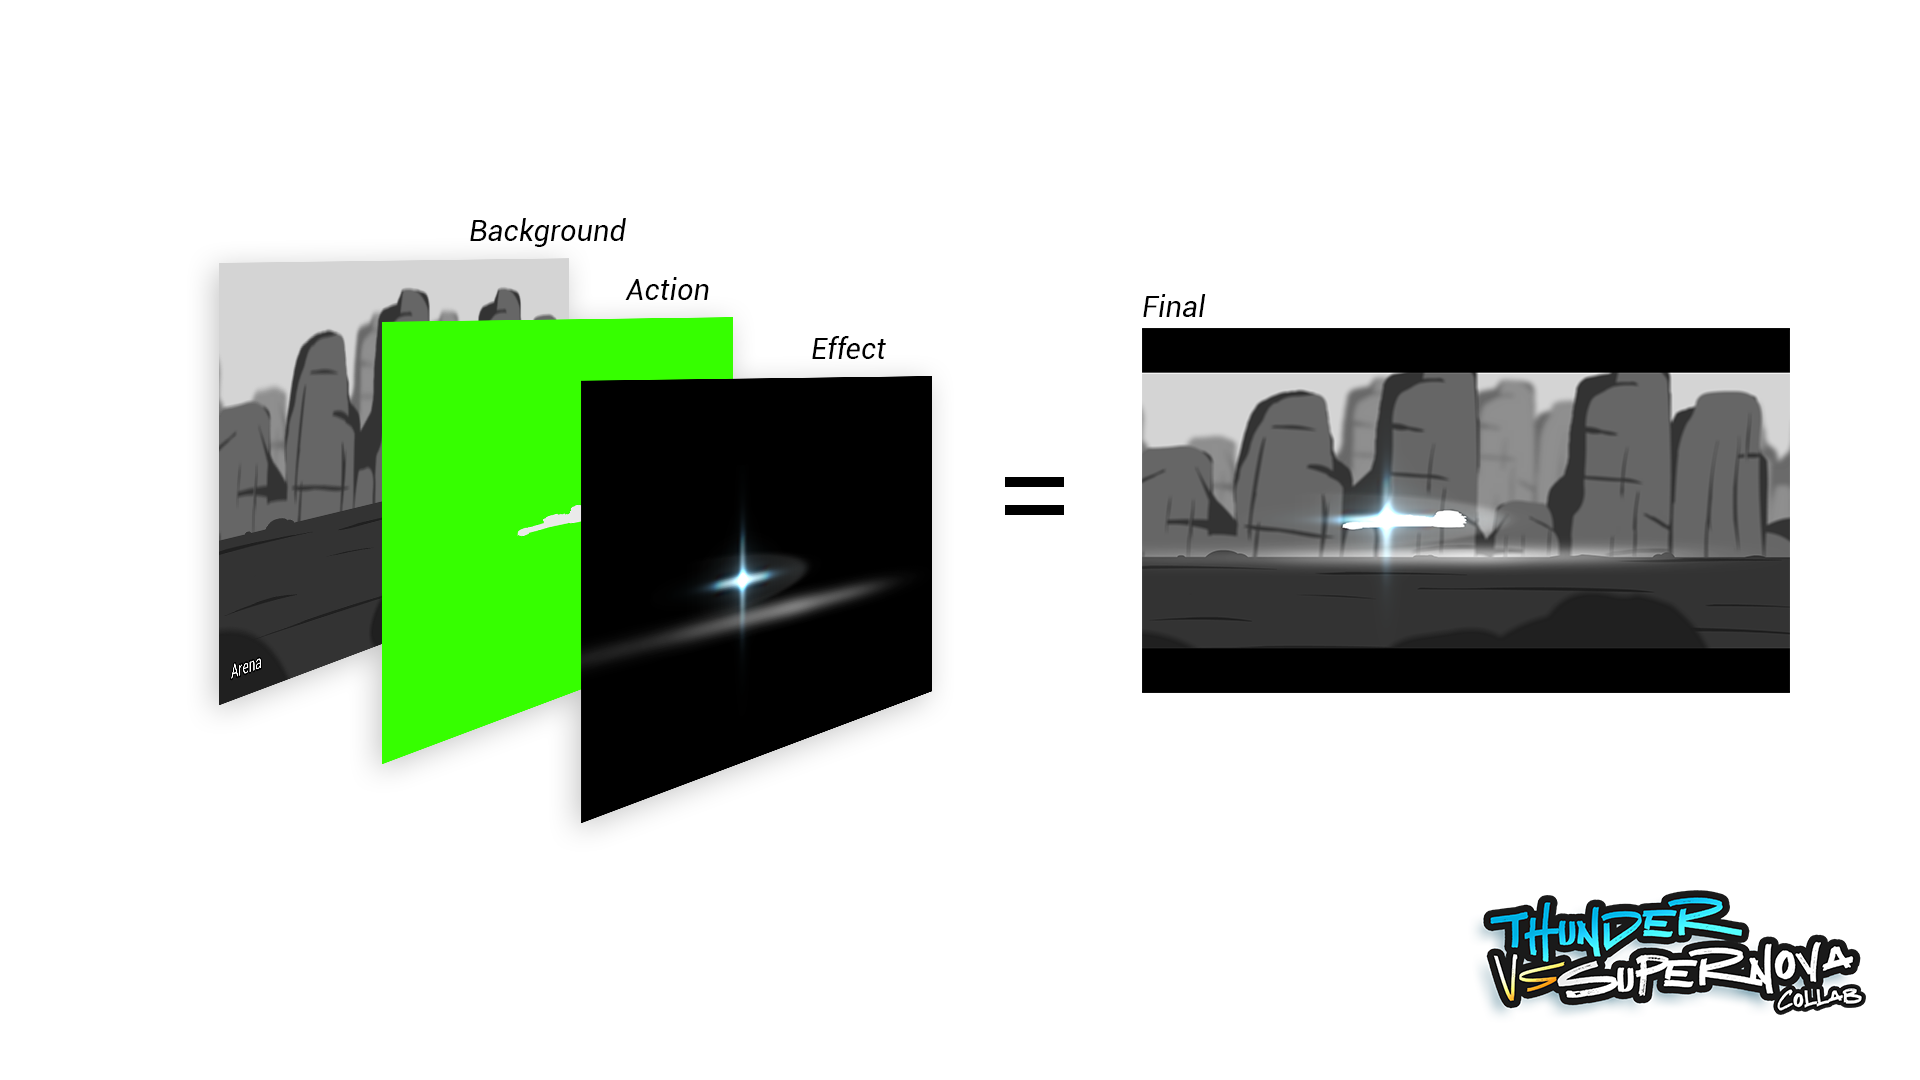 Background
Action
Effect
Arena
Final
THUNDER
VS SUPERNOVA
COLLAB